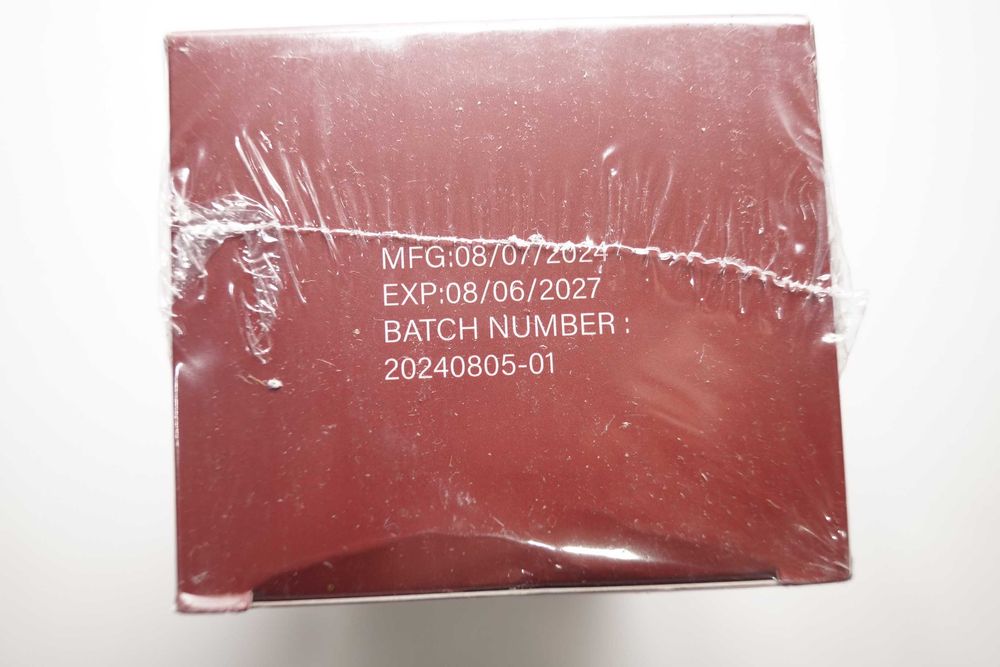 MFG:08/07/2024
EXP:08/06/2027
BATCH NUMBER :
20240805-01